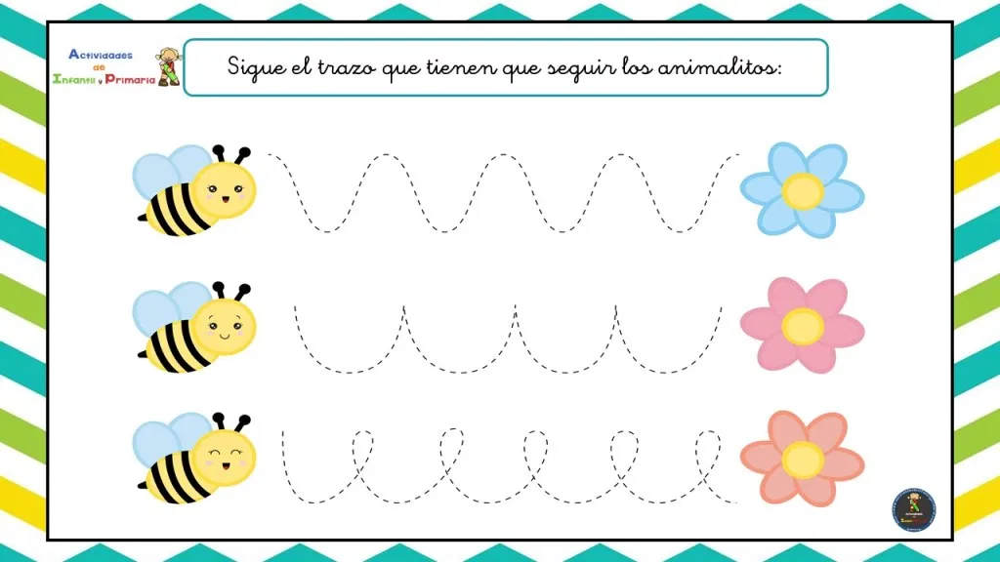 Actividades
de
Infantil y Primaria
Sigue el trazo que tienen que seguir los animalitos: